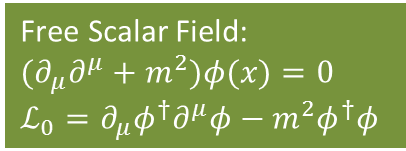 Free Scalar Field:
(∂_μ∂^μ + m²)ϕ(x) = 0
ℒ₀ = ∂_μϕ^†∂^μϕ − m²ϕ^†ϕ